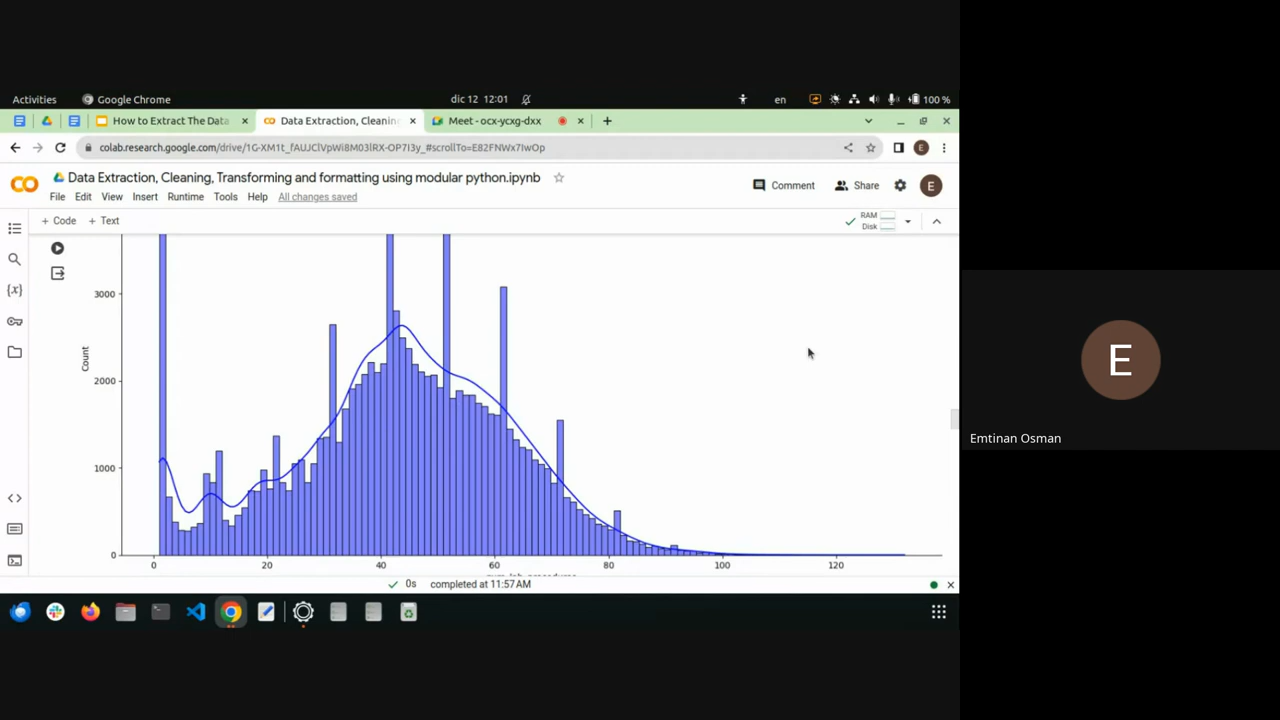 Activities
Google Chrome
dic 12 12:01
en
100 %
How to Extract The Data
Data Extraction, Cleanin
Meet - ocx-ycxg-dxx
colab.research.google.com/drive/1G-XM1t_fAUJClVpWi8M03lRX-OP7I3y_#scrollTo=E82FNWx7IwOp
E
Data Extraction, Cleaning, Transforming and formatting using modular python.ipynb
Comment
Share
E
File Edit View Insert Runtime Tools Help All changes saved
+ Code + Text
RAM
Disk
{x}
3000
2000
1000
0
Count
0 20 40 60 80 100 120
0s completed at 11:57 AM
E
Emtinan Osman